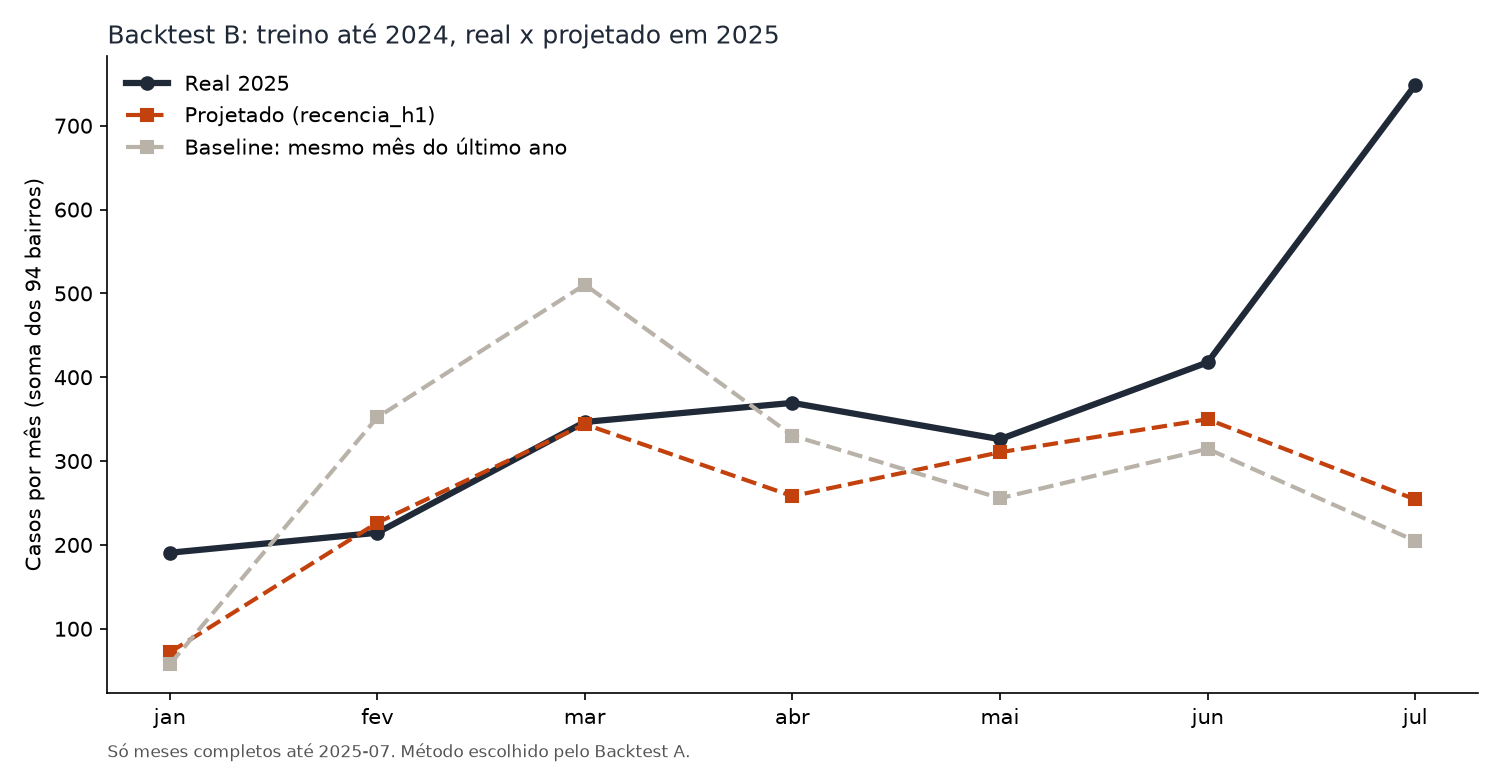 Backtest B: treino até 2024, real x projetado em 2025
Real 2025
Projetado (recencia_h1)
Baseline: mesmo mês do último ano
Casos por mês (soma dos 94 bairros)
700
600
500
400
300
200
100
jan fev mar abr mai jun jul
Só meses completos até 2025-07. Método escolhido pelo Backtest A.